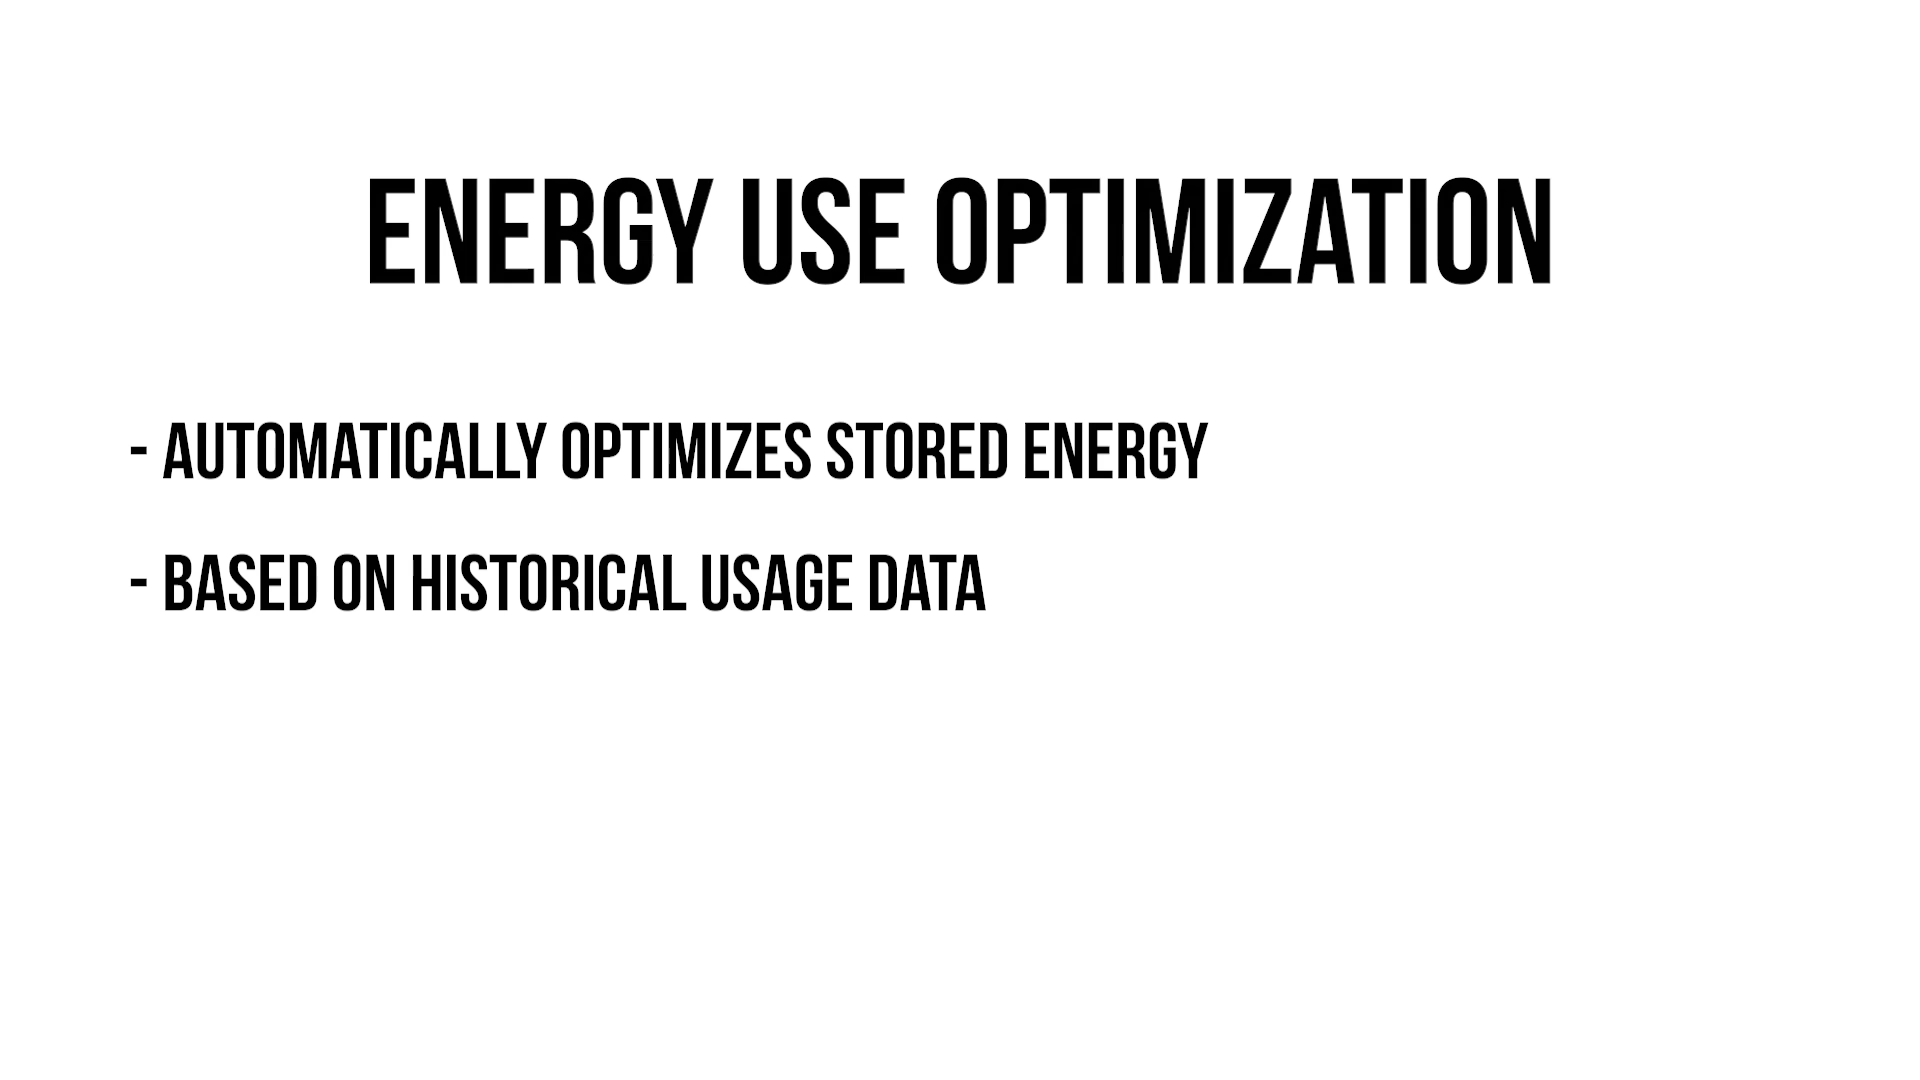 ENERGY USE OPTIMIZATION
- AUTOMATICALLY OPTIMIZES STORED ENERGY
- BASED ON HISTORICAL USAGE DATA